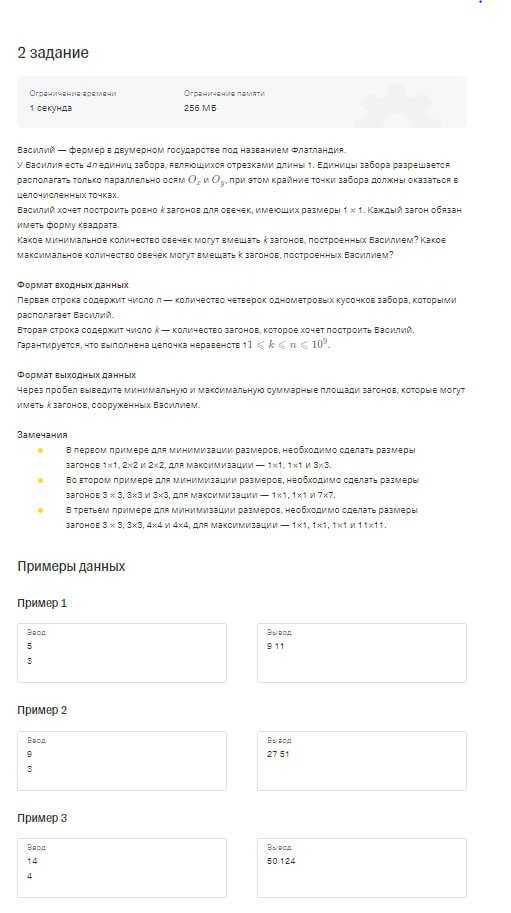 2 задание
Ограничение времени
Ограничение памяти
1 секунда
256 МБ
Василий — фермер в двумерном государстве под названием Флатландия.
У Василия есть 4n единиц забора, являющихся отрезками длины 1. Единицы забора разрешается
располагать только параллельно осям Oₓ и Oᵧ, при этом крайние точки забора должны оказаться в
целочисленных точках.
Василий хочет построить ровно k загонов для овечек, имеющих размеры 1 × 1. Каждый загон обязан
иметь форму квадрата.
Какое минимальное количество овечек могут вмещать k загонов, построенных Василием? Какое
максимальное количество овечек могут вмещать k загонов, построенных Василием?
Формат входных данных
Первая строка содержит число n — количество четверок однометровых кусочков забора, которыми
располагает Василий.
Вторая строка содержит число k — количество загонов, которое хочет построить Василий.
Гарантируется, что выполнена цепочка неравенств 11 ⩽ k ⩽ n ⩽ 10⁹.
Формат выходных данных
Через пробел выведите минимальную и максимальную суммарные площади загонов, которые могут
иметь k загонов, сооруженных Василием.
Замечания
В первом примере для минимизации размеров, необходимо сделать размеры
загонов 1×1, 2×2 и 2×2, для максимизации — 1×1, 1×1 и 3×3.
Во втором примере для минимизации размеров, необходимо сделать размеры
загонов 3 × 3, 3×3 и 3×3, для максимизации — 1×1, 1×1 и 7×7.
В третьем примере для минимизации размеров, необходимо сделать размеры
загонов 3 × 3, 3×3, 4×4 и 4×4, для максимизации — 1×1, 1×1, 1×1 и 11×11.
Примеры данных
Пример 1
Ввод
5
3
Вывод
9 11
Пример 2
Ввод
9
3
Вывод
27 51
Пример 3
Ввод
14
4
Вывод
50 124